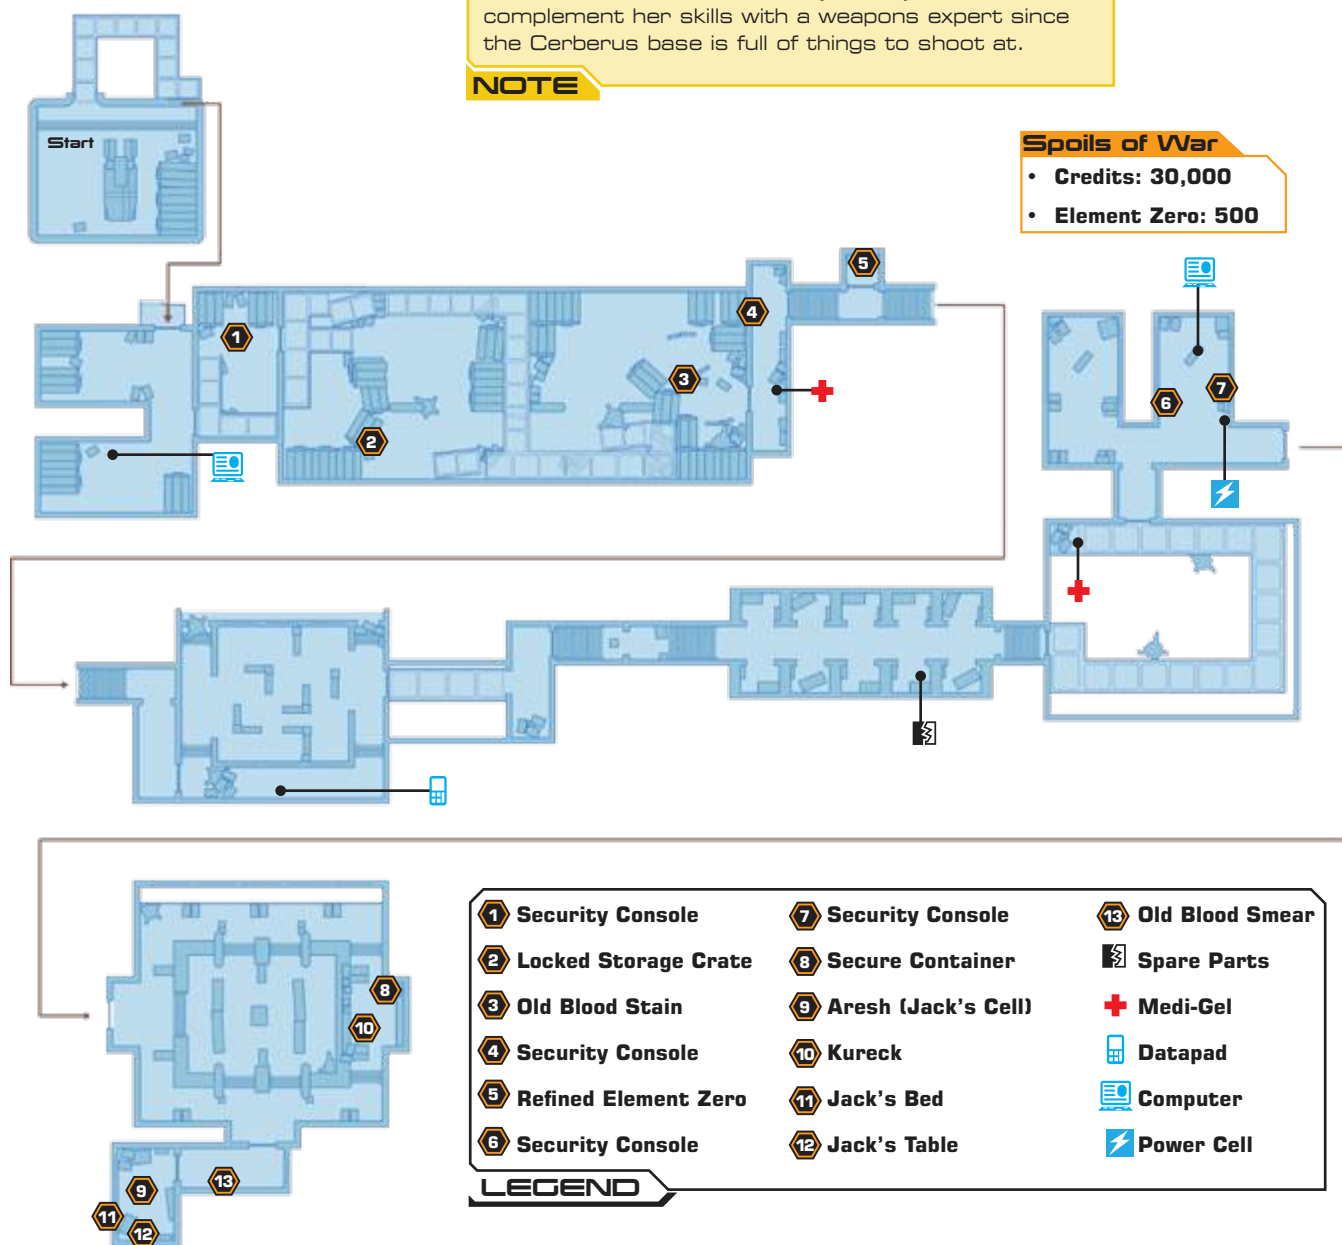 complement her skills with a weapons expert since
the Cerberus base is full of things to shoot at.
NOTE
Start
Spoils of War
• Credits: 30,000
• Element Zero: 500
5
4
1
3
7
6
2
8
10
9
13
11
12
1 Security Console
2 Locked Storage Crate
3 Old Blood Stain
4 Security Console
5 Refined Element Zero
6 Security Console
7 Security Console
8 Secure Container
9 Aresh (Jack's Cell)
10 Kureck
11 Jack's Bed
12 Jack's Table
13 Old Blood Smear
Spare Parts
Medi-Gel
Datapad
Computer
Power Cell
LEGEND